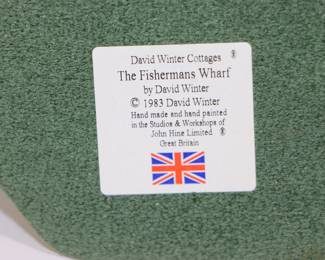 David Winter Cottages ®
The Fishermans Wharf
by David Winter
© 1983 David Winter
Hand made and hand painted
in the Studios & Workshops of
John Hine Limited ®
Great Britain